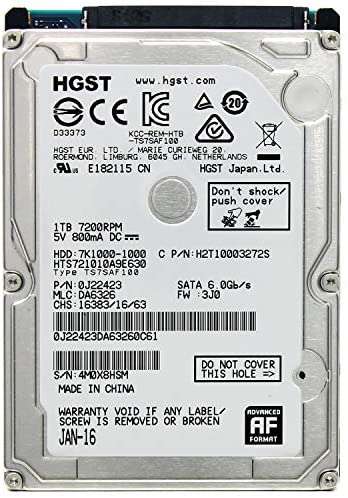 HGST
www.hgst.com
D33373
KCC-REM-HTB
-TS7SAF100
20
HGST EUR. LTD. / MARIE CURIEWEG 20,
ROERMOND, LIMBURG, 6045 GH, NETHERLANDS
E182115 CN
HGST Japan,Ltd.
Don't shock/
push cover
1TB 7200RPM
5V 800mA DC
HDD: 7K1000-1000 C P/N:H2T10003272S
HTS721010A9E630
Type TS7SAF100
P/N:0J22423 SATA 6.0Gb/s
MLC:DA6326 FW :3J0
CHS:16383/16/63
0J22423DA63260C61
S/N:4M0X8HSM
DO NOT COVER
THIS HOLE
MADE IN CHINA
WARRANTY VOID IF ANY LABEL/
SCREW IS REMOVED OR BROKEN
JAN-16
ADVANCED
AF
FORMAT